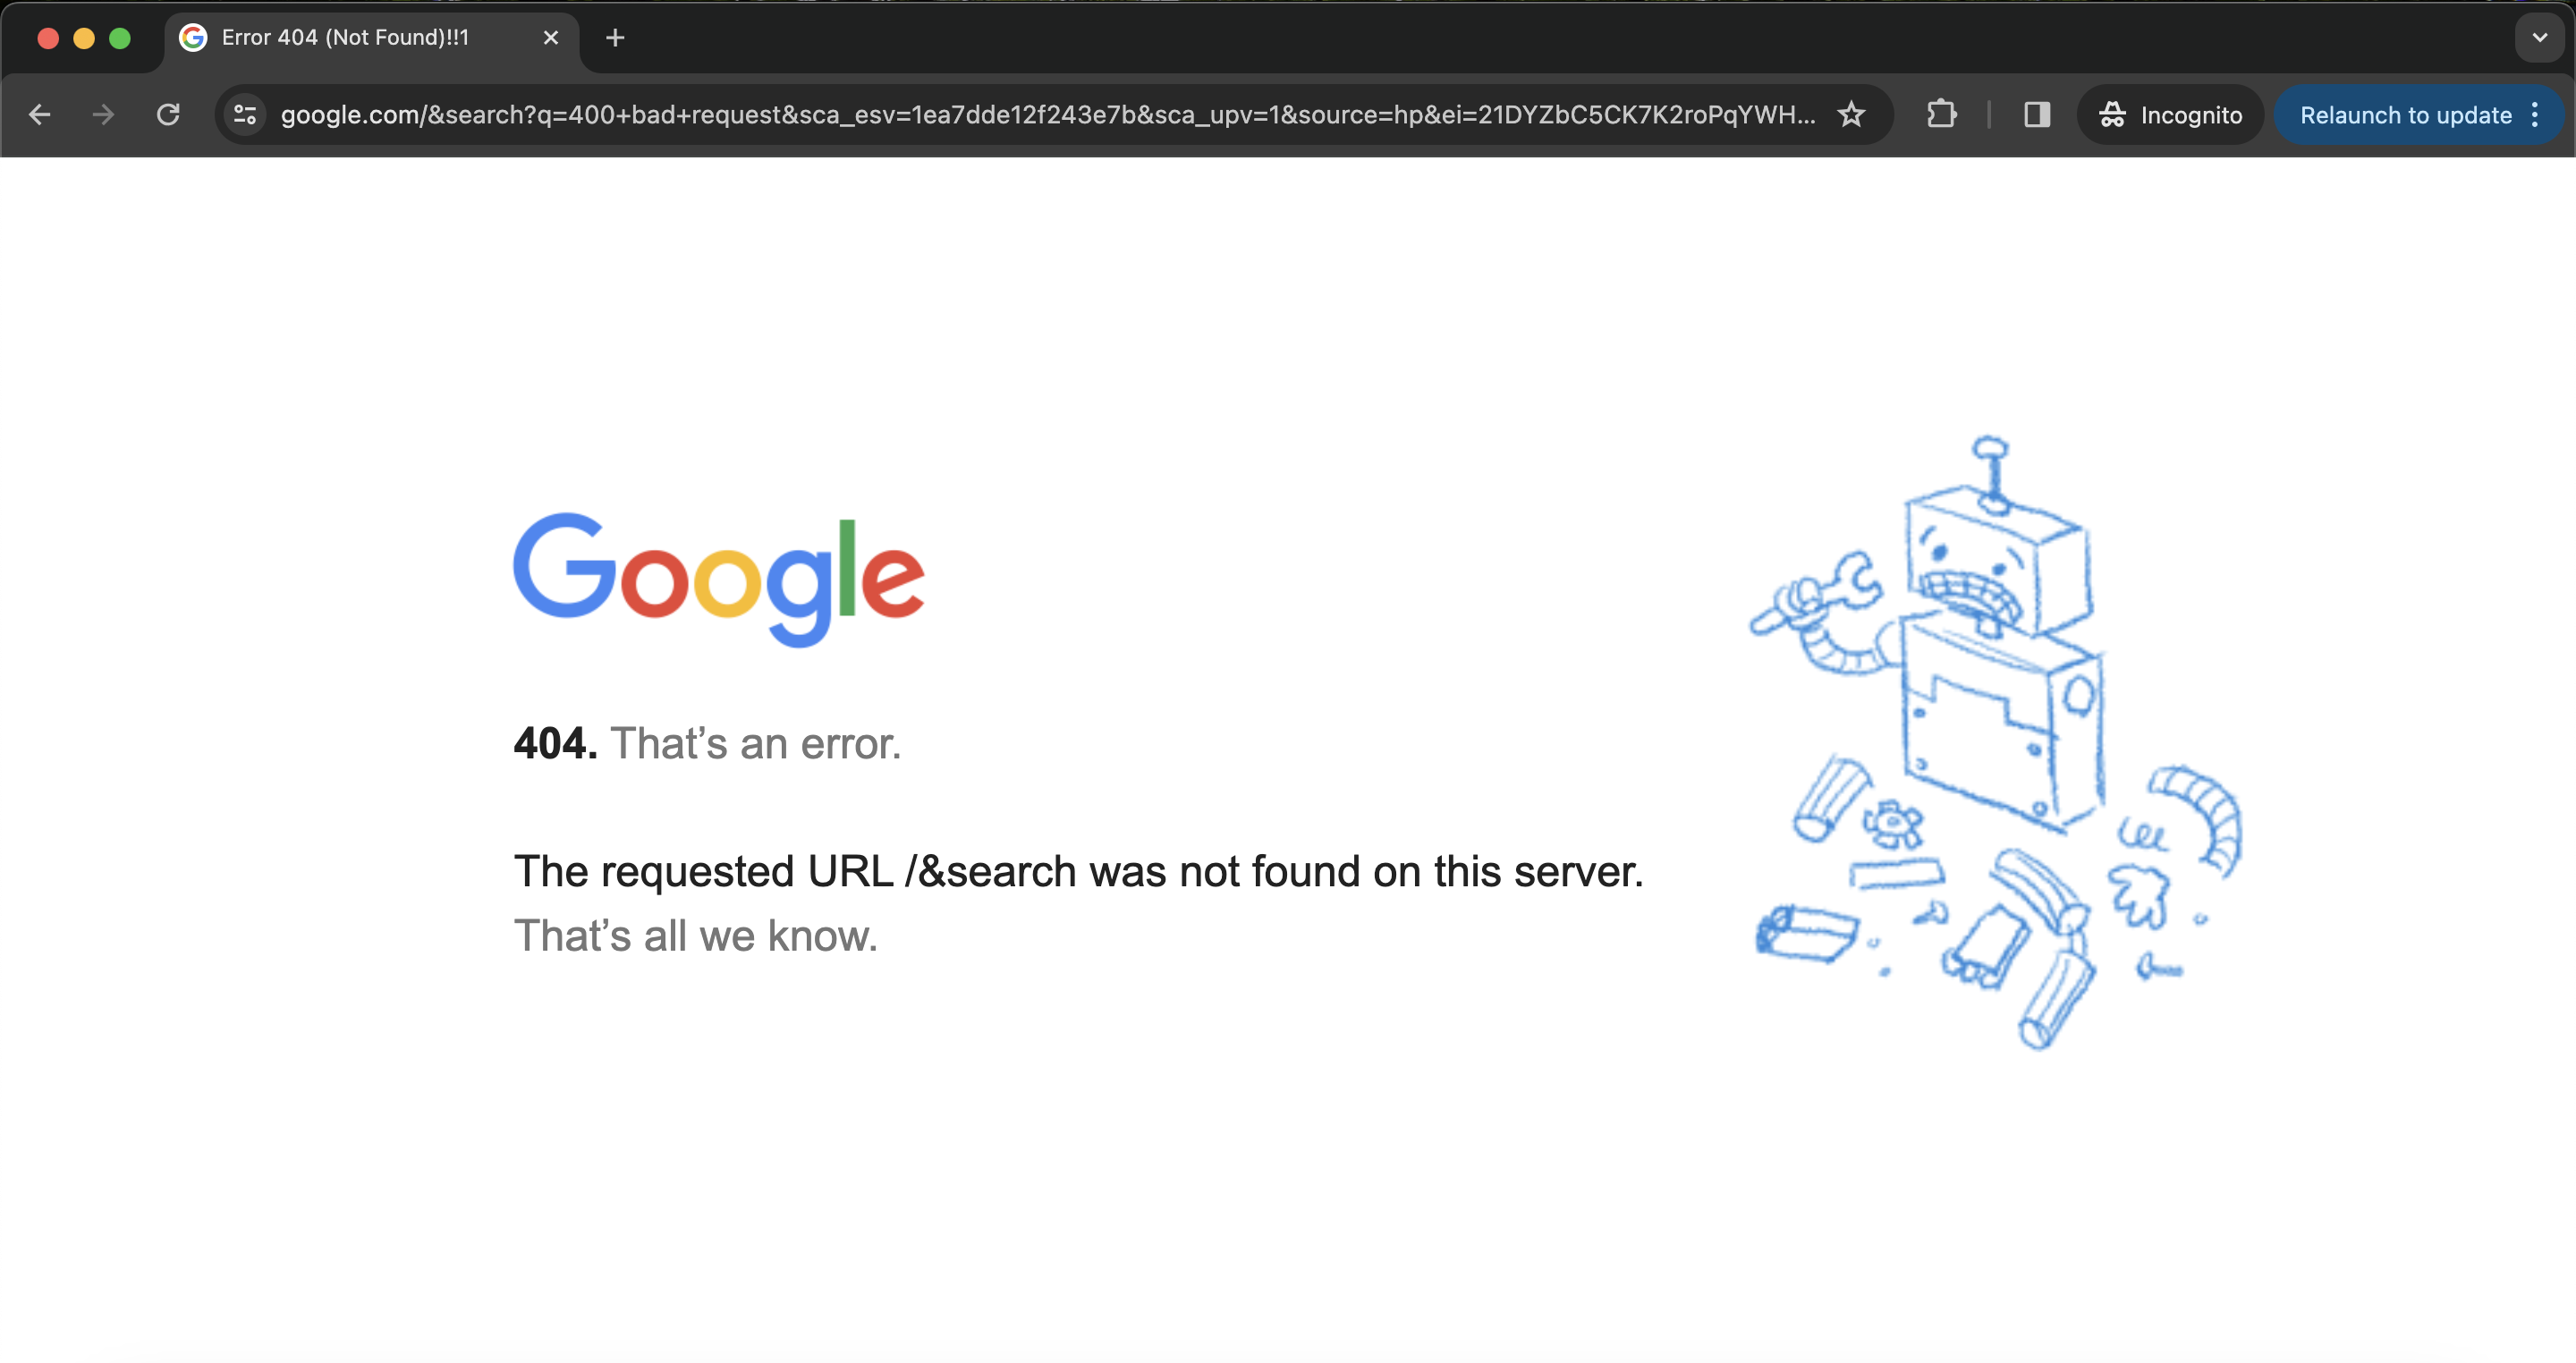 Error 404 (Not Found)!!1
google.com/&search?q=400+bad+request&sca_esv=1ea7dde12f243e7b&sca_upv=1&source=hp&ei=21DYZbC5CK7K2roPqYWH...
Incognito
Relaunch to update
Google
404. That’s an error.
The requested URL /&search was not found on this server.
That’s all we know.